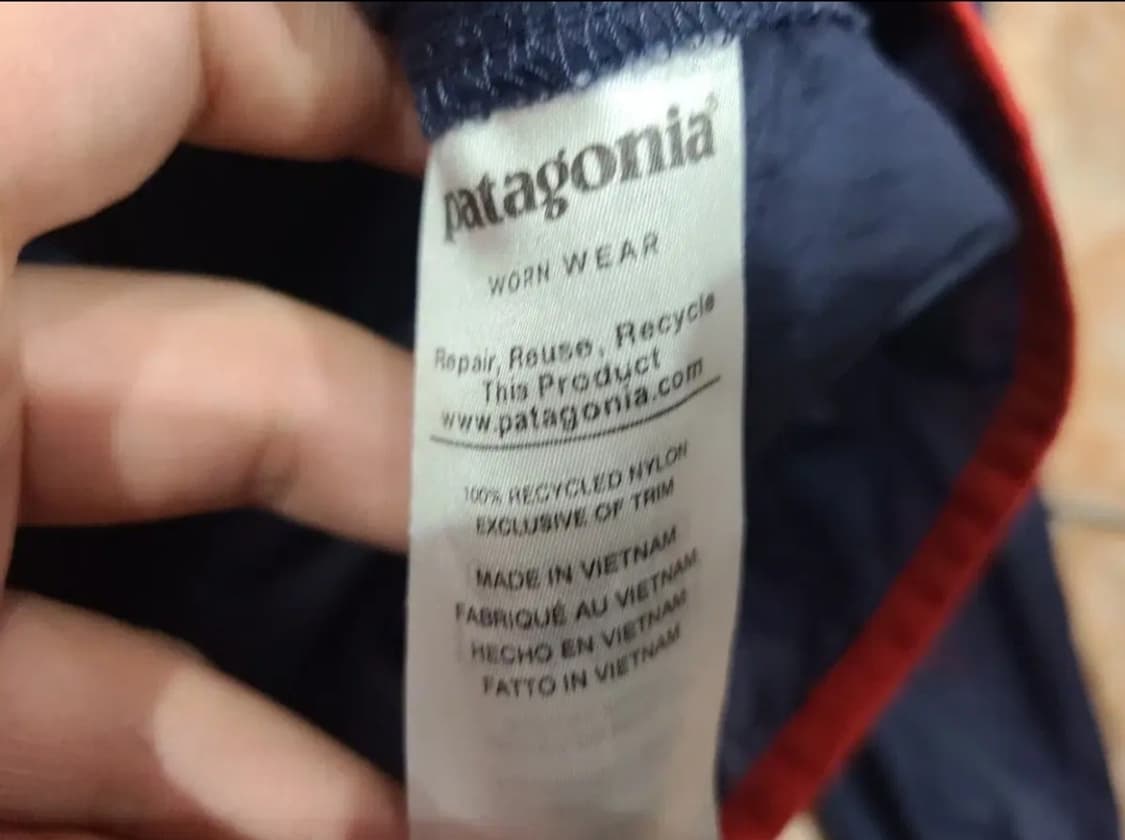 patagonia®
WORN WEAR
Repair, Reuse, Recycle
This Product
www.patagonia.com
100% RECYCLED NYLON
EXCLUSIVE OF TRIM
MADE IN VIETNAM
FABRIQUÉ AU VIETNAM
HECHO EN VIETNAM
FATTO IN VIETNAM